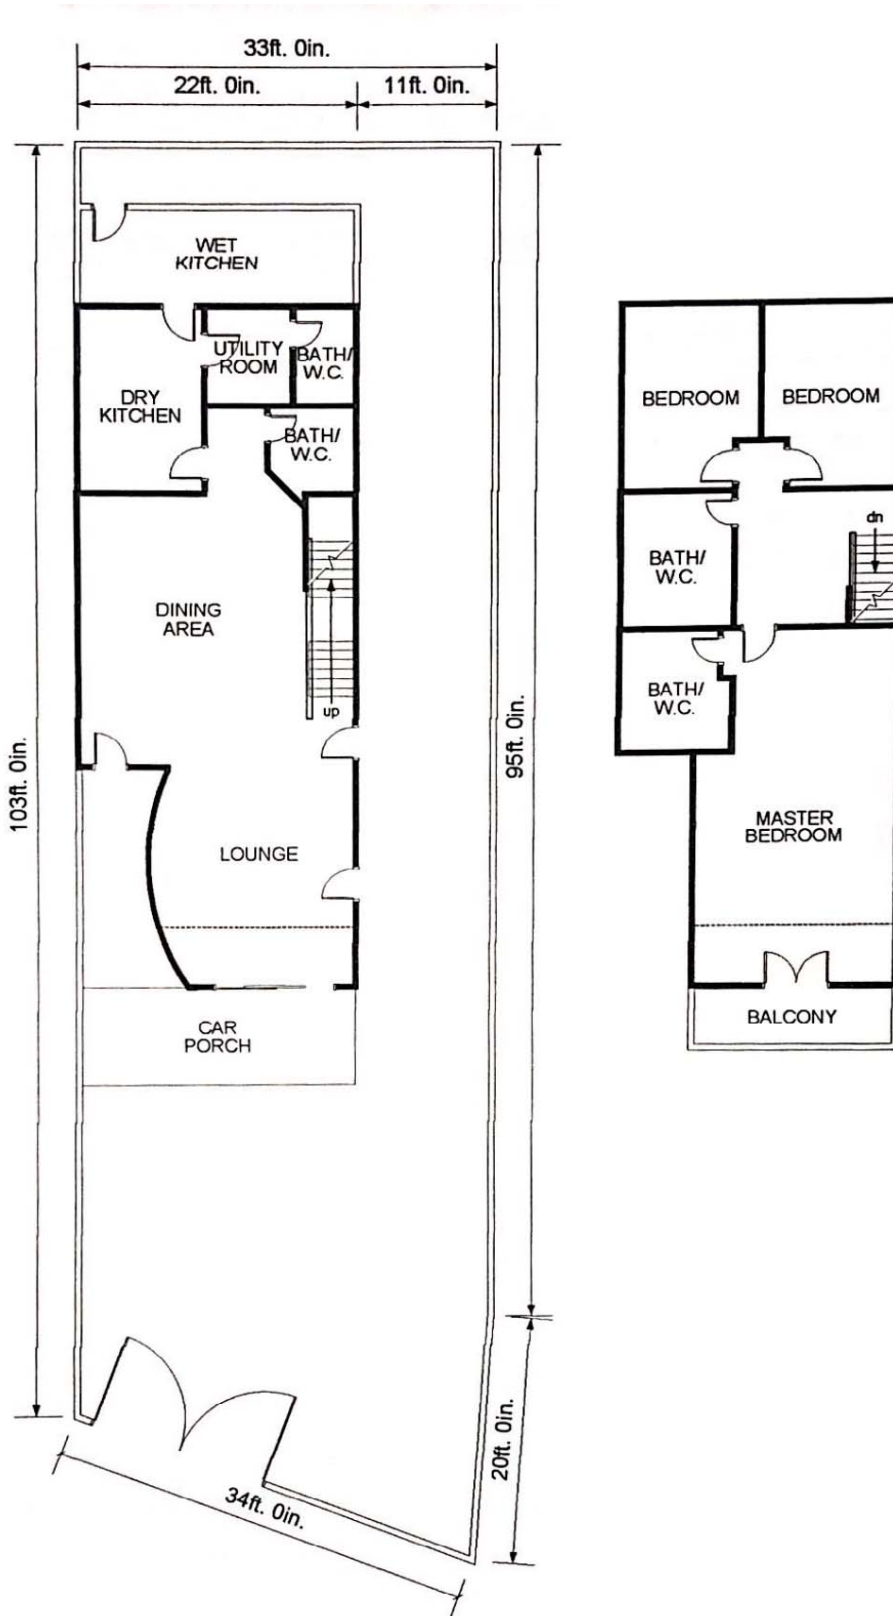 33ft. 0in.
22ft. 0in.
11ft. 0in.
WET
KITCHEN
UTILITY
ROOM
BATH/
W.C.
DRY
KITCHEN
BATH/
W.C.
DINING
AREA
up
LOUNGE
CAR
PORCH
103ft. 0in.
95ft. 0in.
20ft. 0in.
34ft. 0in.
BEDROOM
BEDROOM
BATH/
W.C.
dn
BATH/
W.C.
MASTER
BEDROOM
BALCONY